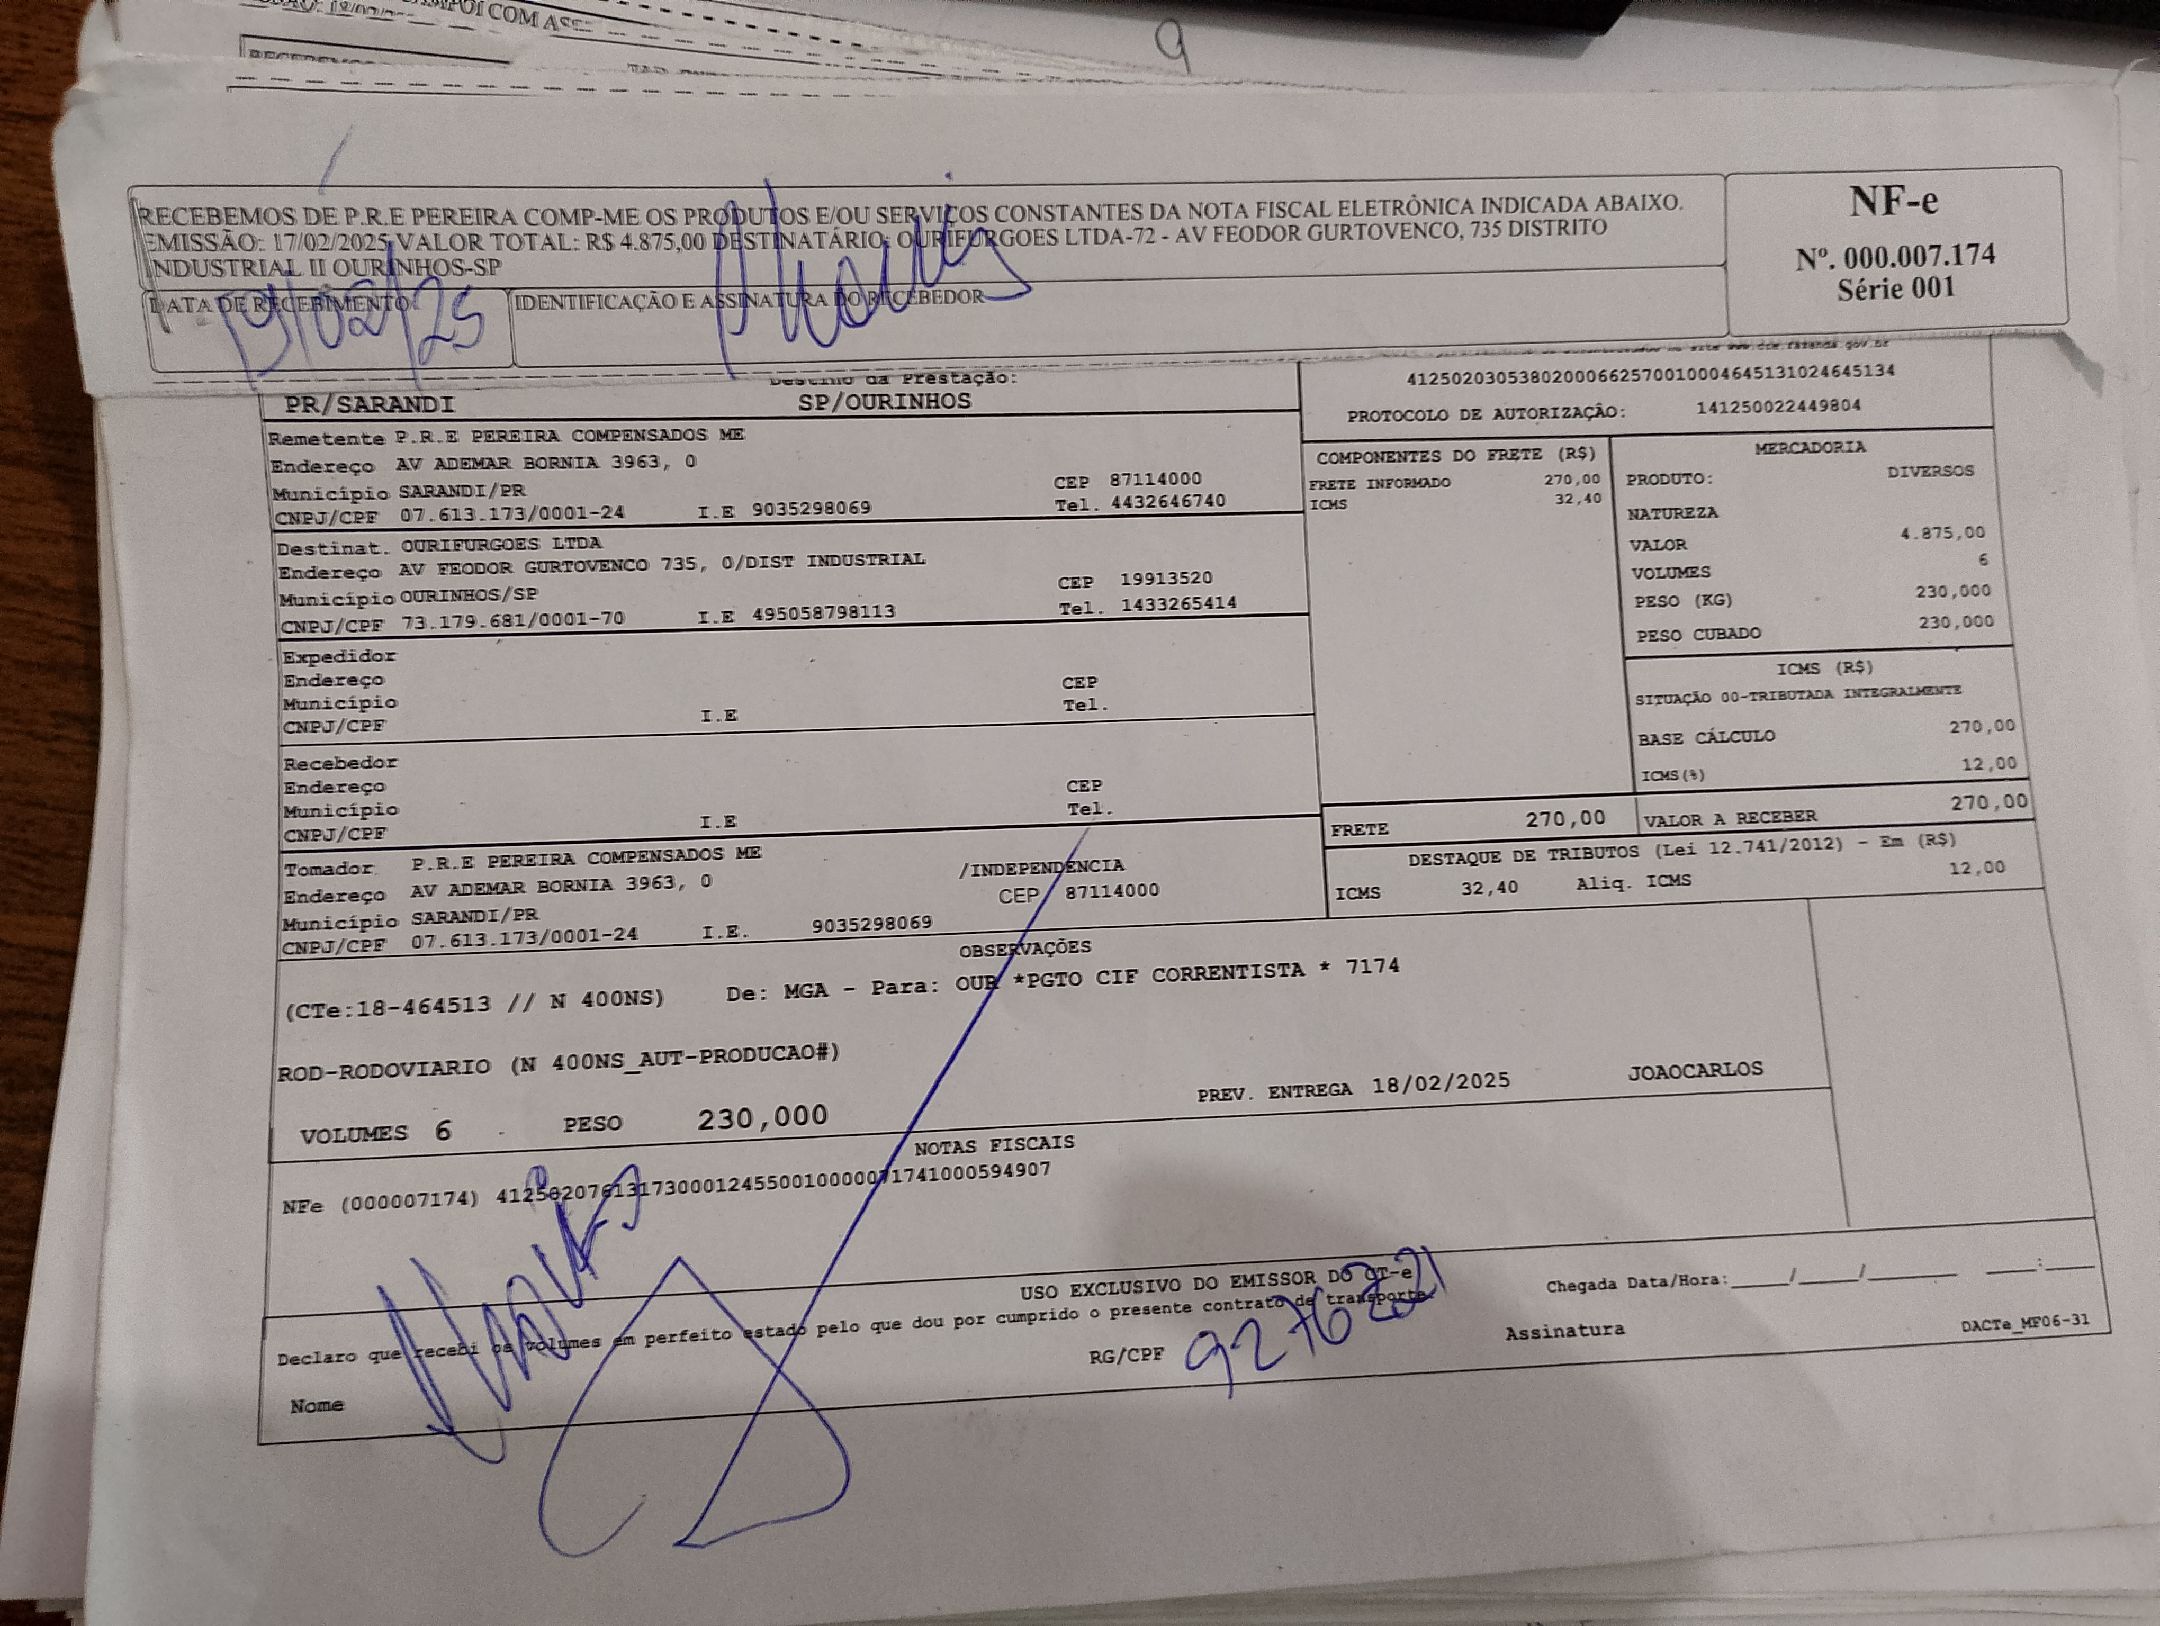 RECEBEMOS DE P.R.E PEREIRA COMP-ME OS PRODUTOS E/OU SERVIÇOS CONSTANTES DA NOTA FISCAL ELETRÔNICA INDICADA ABAIXO.
EMISSÃO: 17/02/2025 VALOR TOTAL: R$ 4.875,00 DESTINATÁRIO: OURIFURGOES LTDA-72 - AV FEODOR GURTOVENCO, 735 DISTRITO
INDUSTRIAL II OURINHOS-SP
NF-e
Nº. 000.007.174
Série 001
DATA DE RECEBIMENTO
IDENTIFICAÇÃO E ASSINATURA DO RECEBEDOR
19/02/25
Destino da Prestação:
PR/SARANDI SP/OURINHOS
Remetente P.R.E PEREIRA COMPENSADOS ME
Endereço AV ADEMAR BORNIA 3963, 0
Município SARANDI/PR CEP 87114000
CNPJ/CPF 07.613.173/0001-24 I.E 9035298069 Tel. 4432646740
Destinat. OURIFURGOES LTDA
Endereço AV FEODOR GURTOVENCO 735, 0/DIST INDUSTRIAL
Município OURINHOS/SP CEP 19913520
CNPJ/CPF 73.179.681/0001-70 I.E 495058798113 Tel. 1433265414
Expedidor
Endereço
Município CEP
CNPJ/CPF I.E Tel.
Recebedor
Endereço
Município CEP
CNPJ/CPF I.E Tel.
Tomador P.R.E PEREIRA COMPENSADOS ME
Endereço AV ADEMAR BORNIA 3963, 0 /INDEPENDENCIA
Município SARANDI/PR CEP 87114000
CNPJ/CPF 07.613.173/0001-24 I.E. 9035298069
41250203053802000662570010004645131024645134
PROTOCOLO DE AUTORIZAÇÃO: 141250022449804
COMPONENTES DO FRETE (R$)
FRETE INFORMADO 270,00
ICMS 32,40
MERCADORIA
PRODUTO: DIVERSOS
NATUREZA
VALOR 4.875,00
VOLUMES 6
PESO (KG) 230,000
PESO CUBADO 230,000
ICMS (R$)
SITUAÇÃO 00-TRIBUTADA INTEGRALMENTE
BASE CÁLCULO 270,00
ICMS(%) 12,00
FRETE 270,00 VALOR A RECEBER 270,00
DESTAQUE DE TRIBUTOS (Lei 12.741/2012) - Em (R$)
ICMS 32,40 Aliq. ICMS 12,00
OBSERVAÇÕES
(CTe:18-464513 // N 400NS) De: MGA - Para: OUR *PGTO CIF CORRENTISTA * 7174
ROD-RODOVIARIO (N 400NS_AUT-PRODUCAO#)
PREV. ENTREGA 18/02/2025 JOAOCARLOS
VOLUMES 6 PESO 230,000
NOTAS FISCAIS
NFe (000007174) 41250207613173000124550010000071741000594907
USO EXCLUSIVO DO EMISSOR DO CT-e
Declaro que recebi os volumes em perfeito estado pelo que dou por cumprido o presente contrato de transporte.
Chegada Data/Hora:____/____/______ ___:___
Nome RG/CPF Assinatura
DACTe_MF06-31